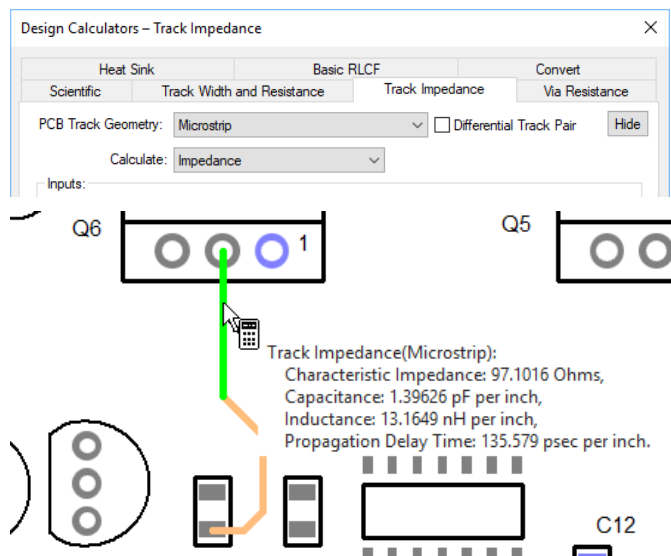 Design Calculators – Track Impedance
Heat Sink Basic RLCF Convert
Scientific Track Width and Resistance Track Impedance Via Resistance
PCB Track Geometry: Microstrip Differential Track Pair Hide
Calculate: Impedance
Inputs:
Q6 1 Q5
Track Impedance(Microstrip):
Characteristic Impedance: 97.1016 Ohms,
Capacitance: 1.39626 pF per inch,
Inductance: 13.1649 nH per inch,
Propagation Delay Time: 135.579 psec per inch.
C12